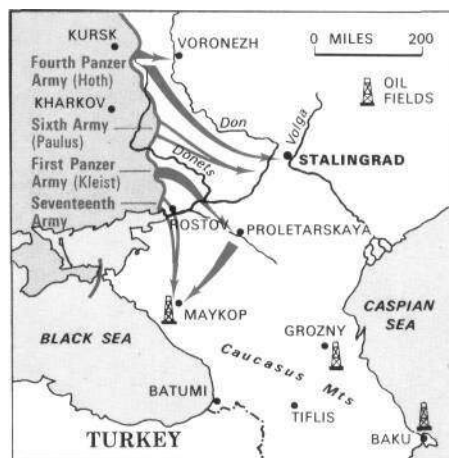 KURSK
VORONEZH
0 MILES 200
Fourth Panzer
Army (Hoth)
OIL
FIELDS
KHARKOV
Don
Volga
Sixth Army
(Paulus)
Donets
STALINGRAD
First Panzer
Army (Kleist)
Seventeenth
Army
ROSTOV
PROLETARSKAYA
MAYKOP
CASPIAN
SEA
BLACK SEA
GROZNY
Caucasus Mts
BATUMI
TIFLIS
TURKEY
BAKU